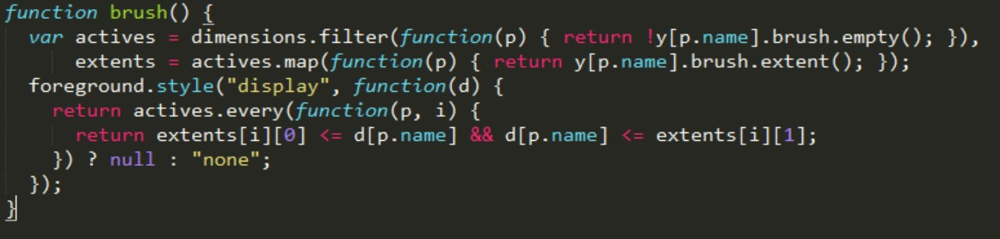 function brush() {
  var actives = dimensions.filter(function(p) { return !y[p.name].brush.empty(); }),
      extents = actives.map(function(p) { return y[p.name].brush.extent(); });
  foreground.style("display", function(d) {
    return actives.every(function(p, i) {
      return extents[i][0] <= d[p.name] && d[p.name] <= extents[i][1];
    }) ? null : "none";
  });
}